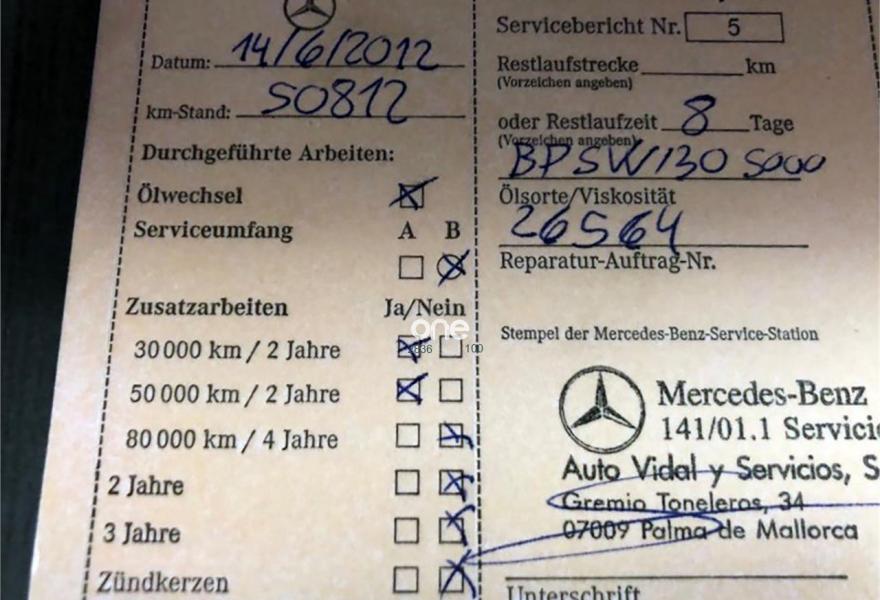 Datum: 14/6/2012
km-Stand: 50812
Durchgeführte Arbeiten:
Ölwechsel
Serviceumfang A B
Zusatzarbeiten Ja/Nein
30 000 km / 2 Jahre
50 000 km / 2 Jahre
80 000 km / 4 Jahre
2 Jahre
3 Jahre
Zündkerzen
Servicebericht Nr. 5
Restlaufstrecke km
(Vorzeichen angeben)
oder Restlaufzeit 8 Tage
(Vorzeichen angeben)
BPSW130 5000
Ölsorte/Viskosität
26564
Reparatur-Auftrag-Nr.
Stempel der Mercedes-Benz-Service-Station
Mercedes-Benz
141/01.1 Servicio
Auto Vidal y Servicios, S
Gremio Toneleros, 34
07009 Palma de Mallorca
Unterschrift
one
100